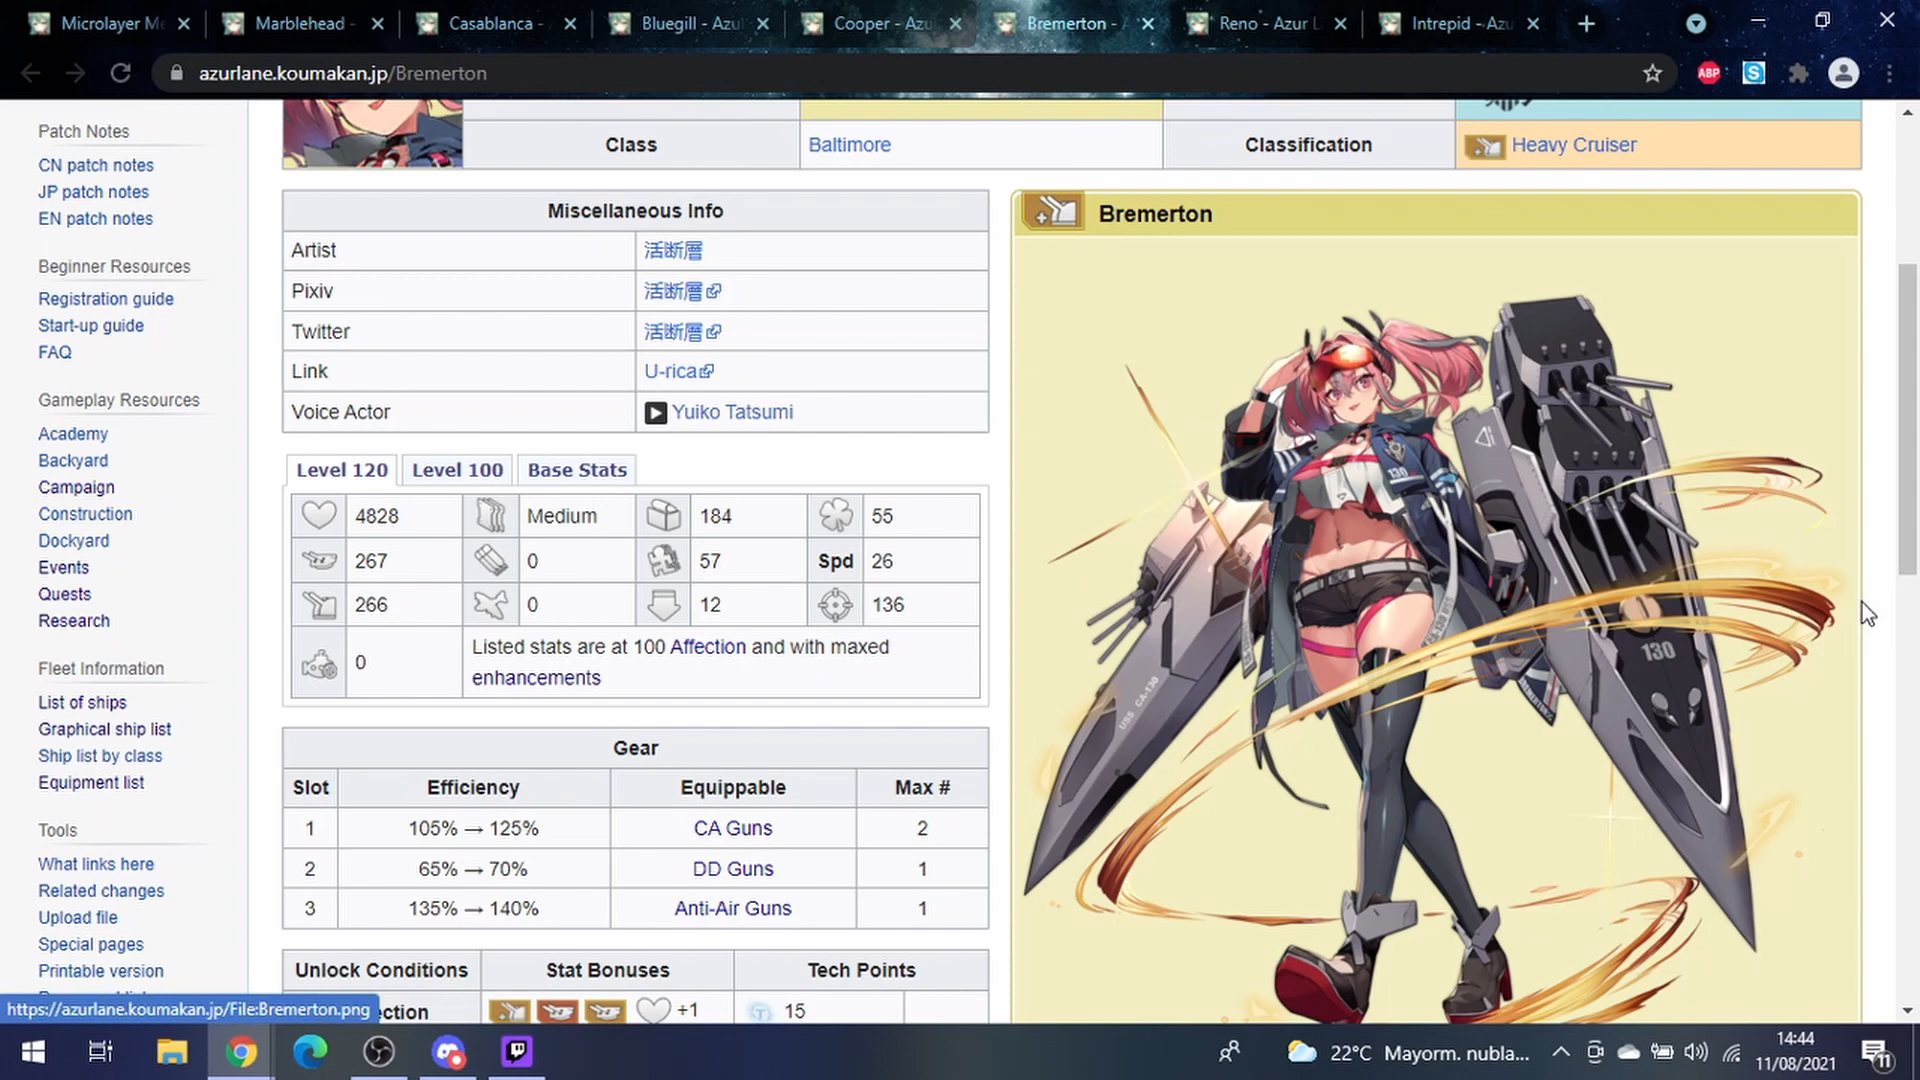 Microlayer Me
Marblehead -
Casablanca -
Bluegill - Azu
Cooper - Azu
Bremerton - A
Reno - Azur L
Intrepid - Azu
azurlane.koumakan.jp/Bremerton
ABP
Patch Notes
CN patch notes
JP patch notes
EN patch notes
Beginner Resources
Registration guide
Start-up guide
FAQ
Gameplay Resources
Academy
Backyard
Campaign
Construction
Dockyard
Events
Quests
Research
Fleet Information
List of ships
Graphical ship list
Ship list by class
Equipment list
Tools
What links here
Related changes
Upload file
Special pages
Printable version
Class Baltimore Classification Heavy Cruiser
Miscellaneous Info
Artist 活断層
Pixiv 活断層
Twitter 活断層
Link U-rica
Voice Actor Yuiko Tatsumi
Level 120 Level 100 Base Stats
4828 Medium 184 55
267 0 57 Spd 26
266 0 12 136
0 Listed stats are at 100 Affection and with maxed
enhancements
Gear
Slot Efficiency Equippable Max #
1 105% → 125% CA Guns 2
2 65% → 70% DD Guns 1
3 135% → 140% Anti-Air Guns 1
Unlock Conditions Stat Bonuses Tech Points
ection +1 15
Bremerton
130
130
USS CA-130
https://azurlane.koumakan.jp/File:Bremerton.png
22°C Mayorm. nubla...
14:44
11/08/2021
11